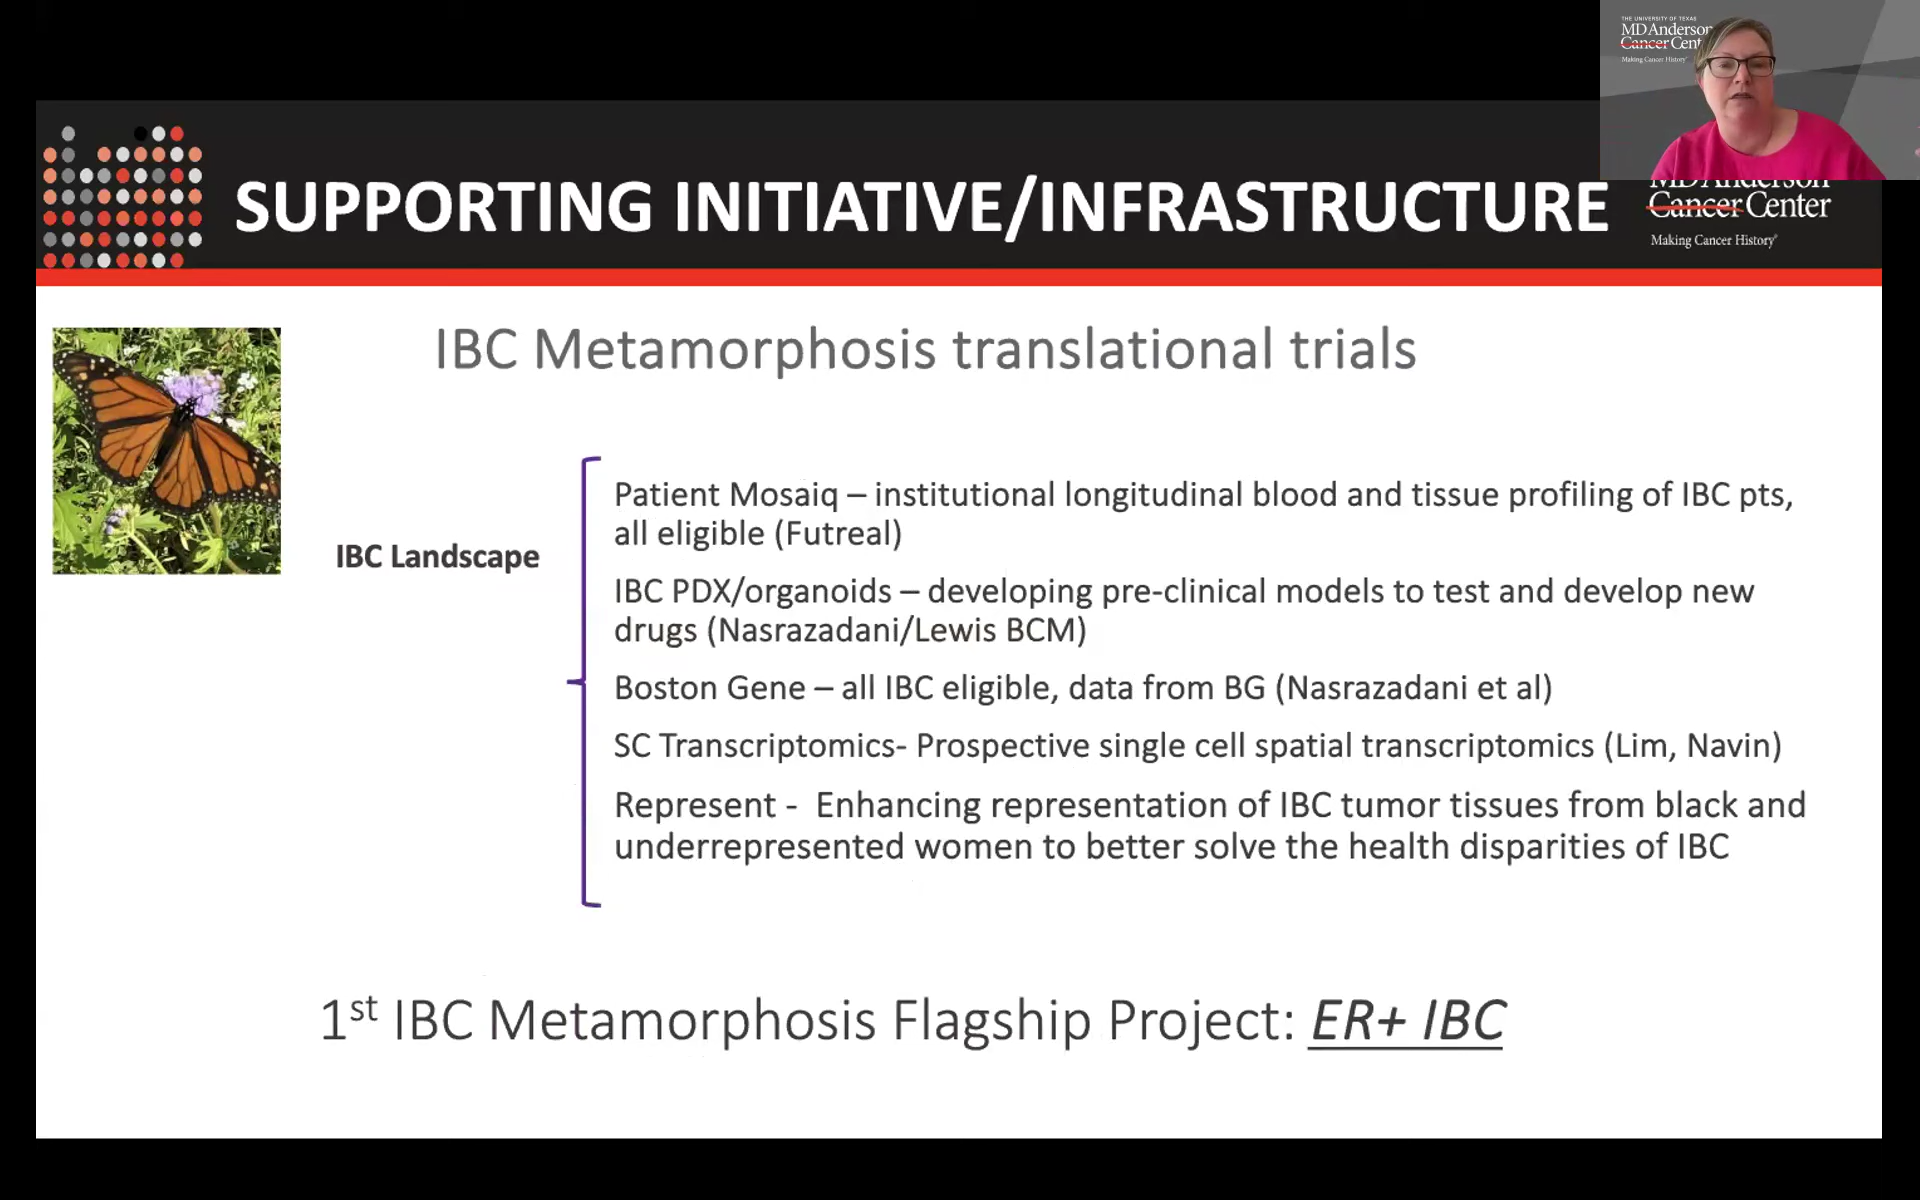 THE UNIVERSITY OF TEXAS
MD Anderson
Cancer Cent
Making Cancer History®
SUPPORTING INITIATIVE/INFRASTRUCTURE
MD Anderson
Cancer Center
Making Cancer History®
IBC Metamorphosis translational trials
IBC Landscape
Patient Mosaiq – institutional longitudinal blood and tissue profiling of IBC pts,
all eligible (Futreal)
IBC PDX/organoids – developing pre-clinical models to test and develop new
drugs (Nasrazadani/Lewis BCM)
Boston Gene – all IBC eligible, data from BG (Nasrazadani et al)
SC Transcriptomics- Prospective single cell spatial transcriptomics (Lim, Navin)
Represent -  Enhancing representation of IBC tumor tissues from black and
underrepresented women to better solve the health disparities of IBC
1st IBC Metamorphosis Flagship Project: ER+ IBC